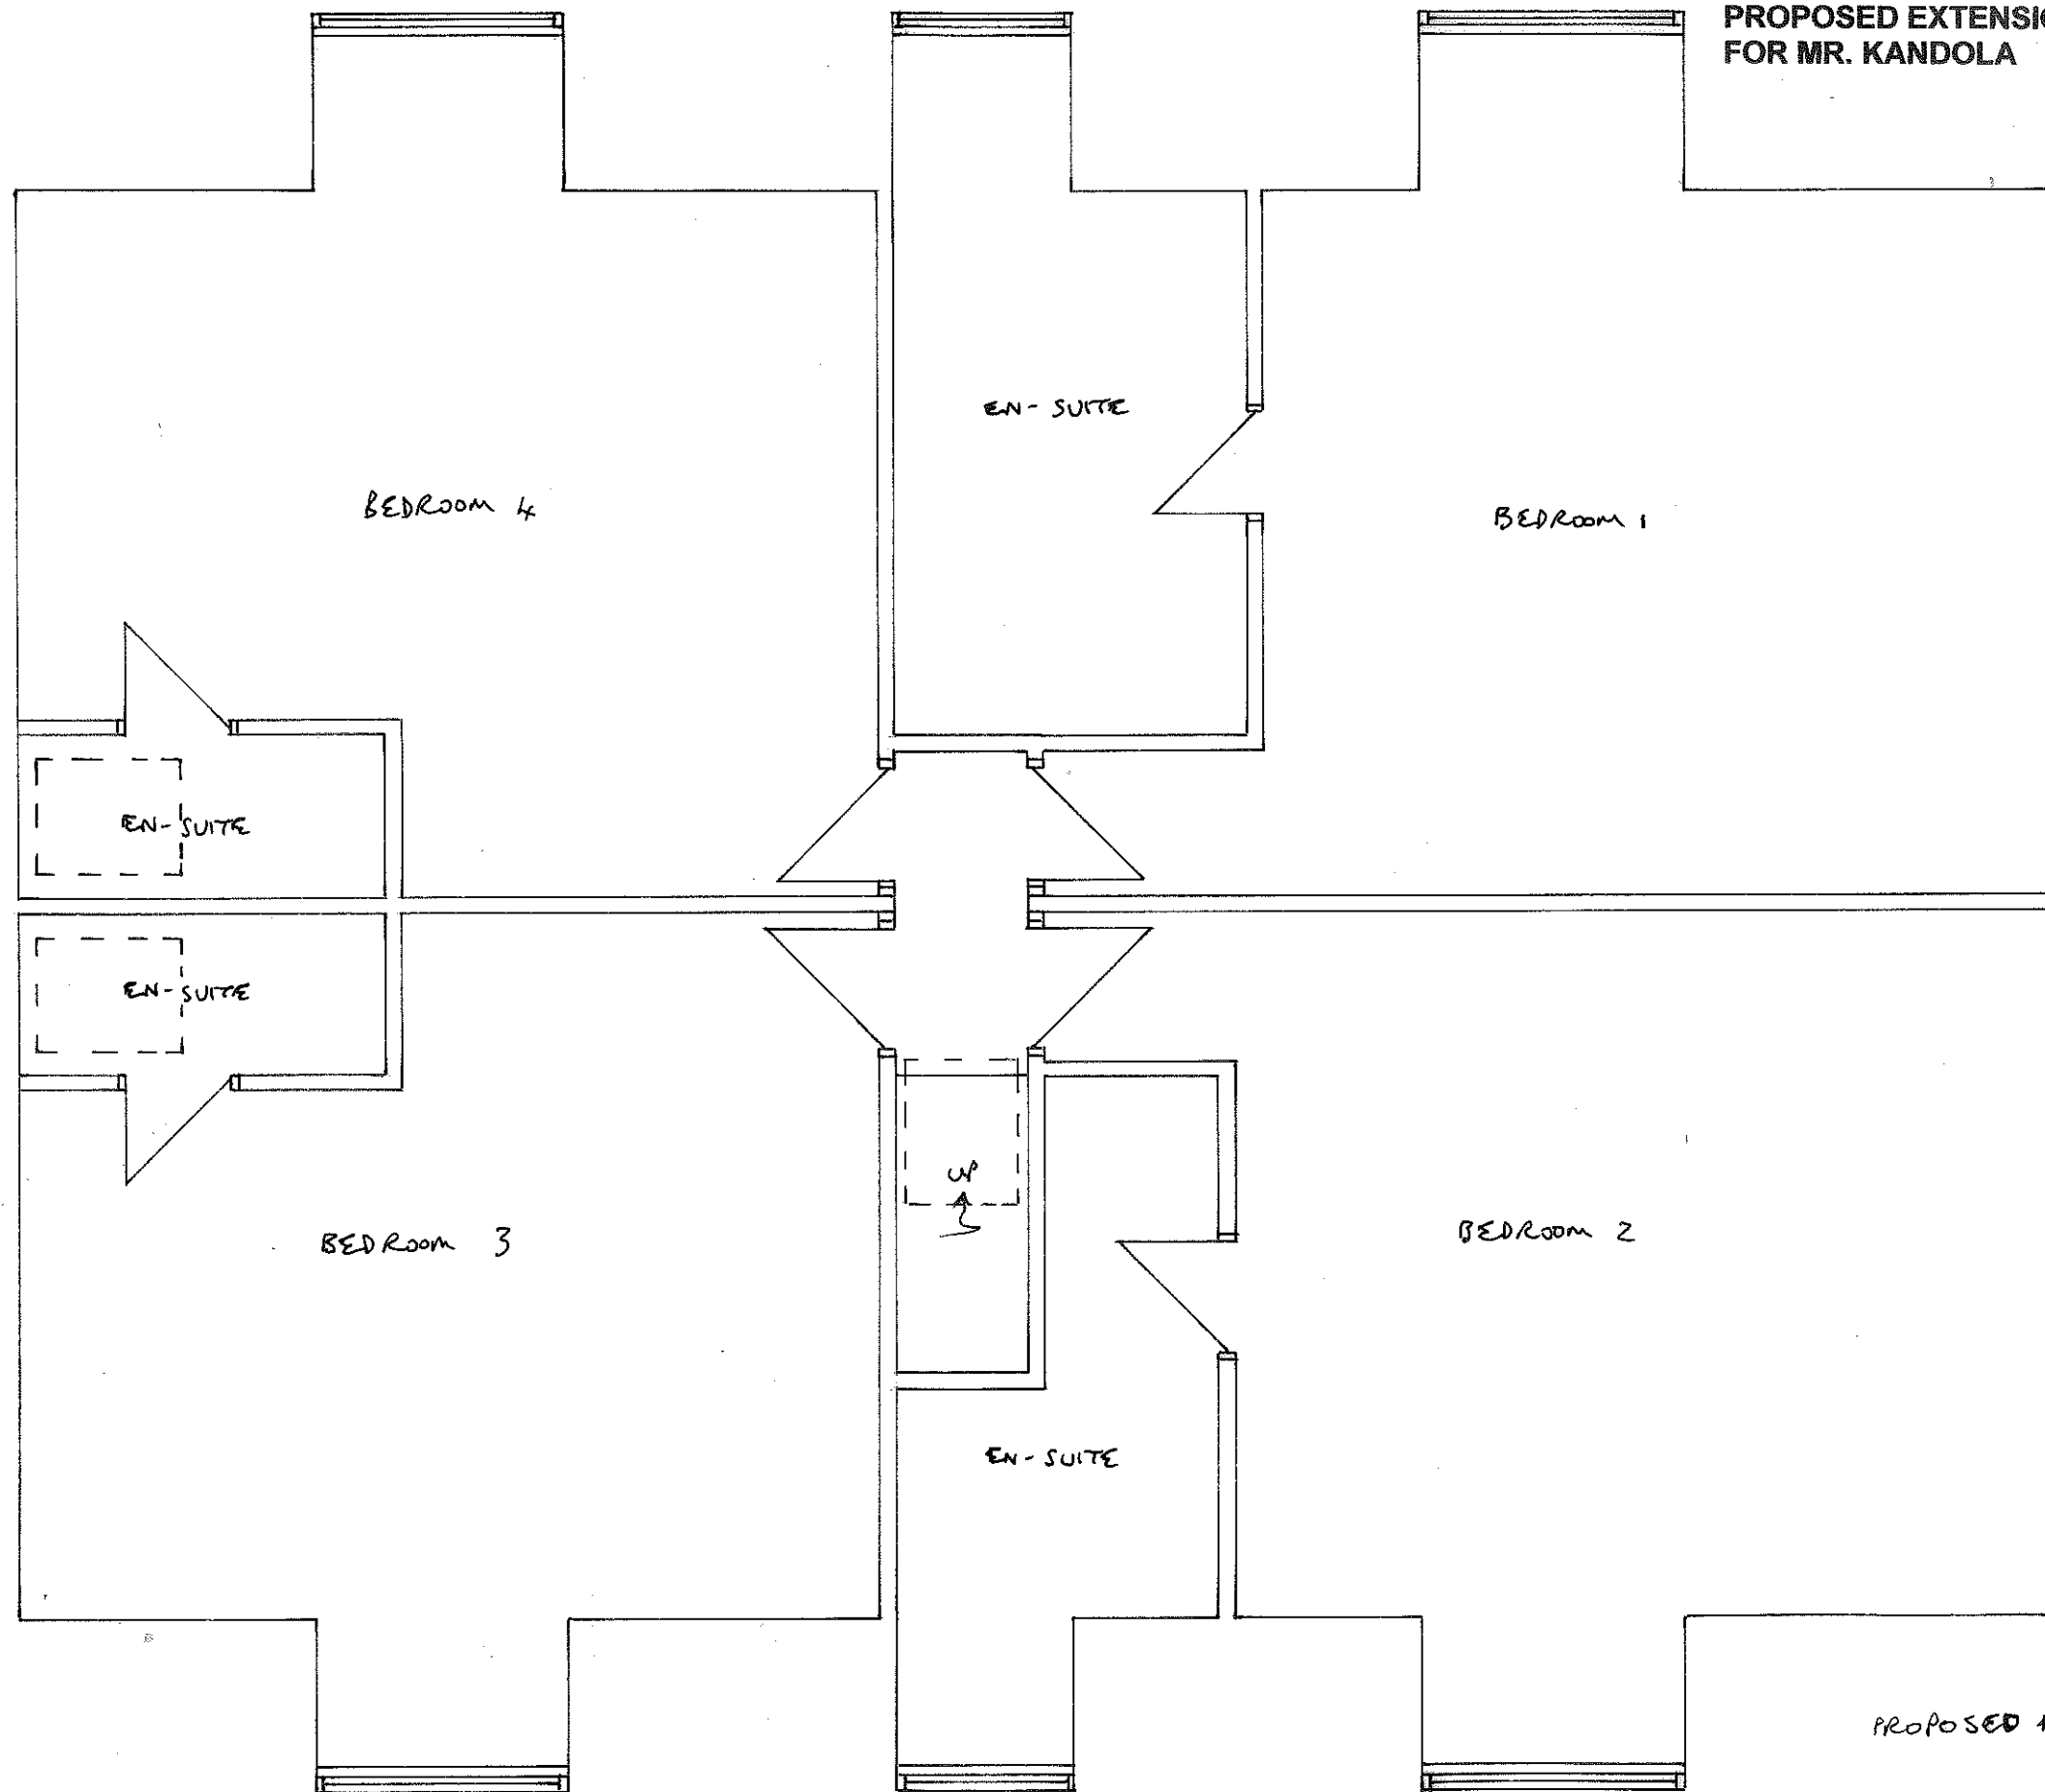 PROPOSED EXTENSI
FOR MR. KANDOLA
EN-SUITE
BEDROOM 4
BEDROOM 1
EN-SUITE
EN-SUITE
UP
BEDROOM 3
BEDROOM 2
EN-SUITE
PROPOSED